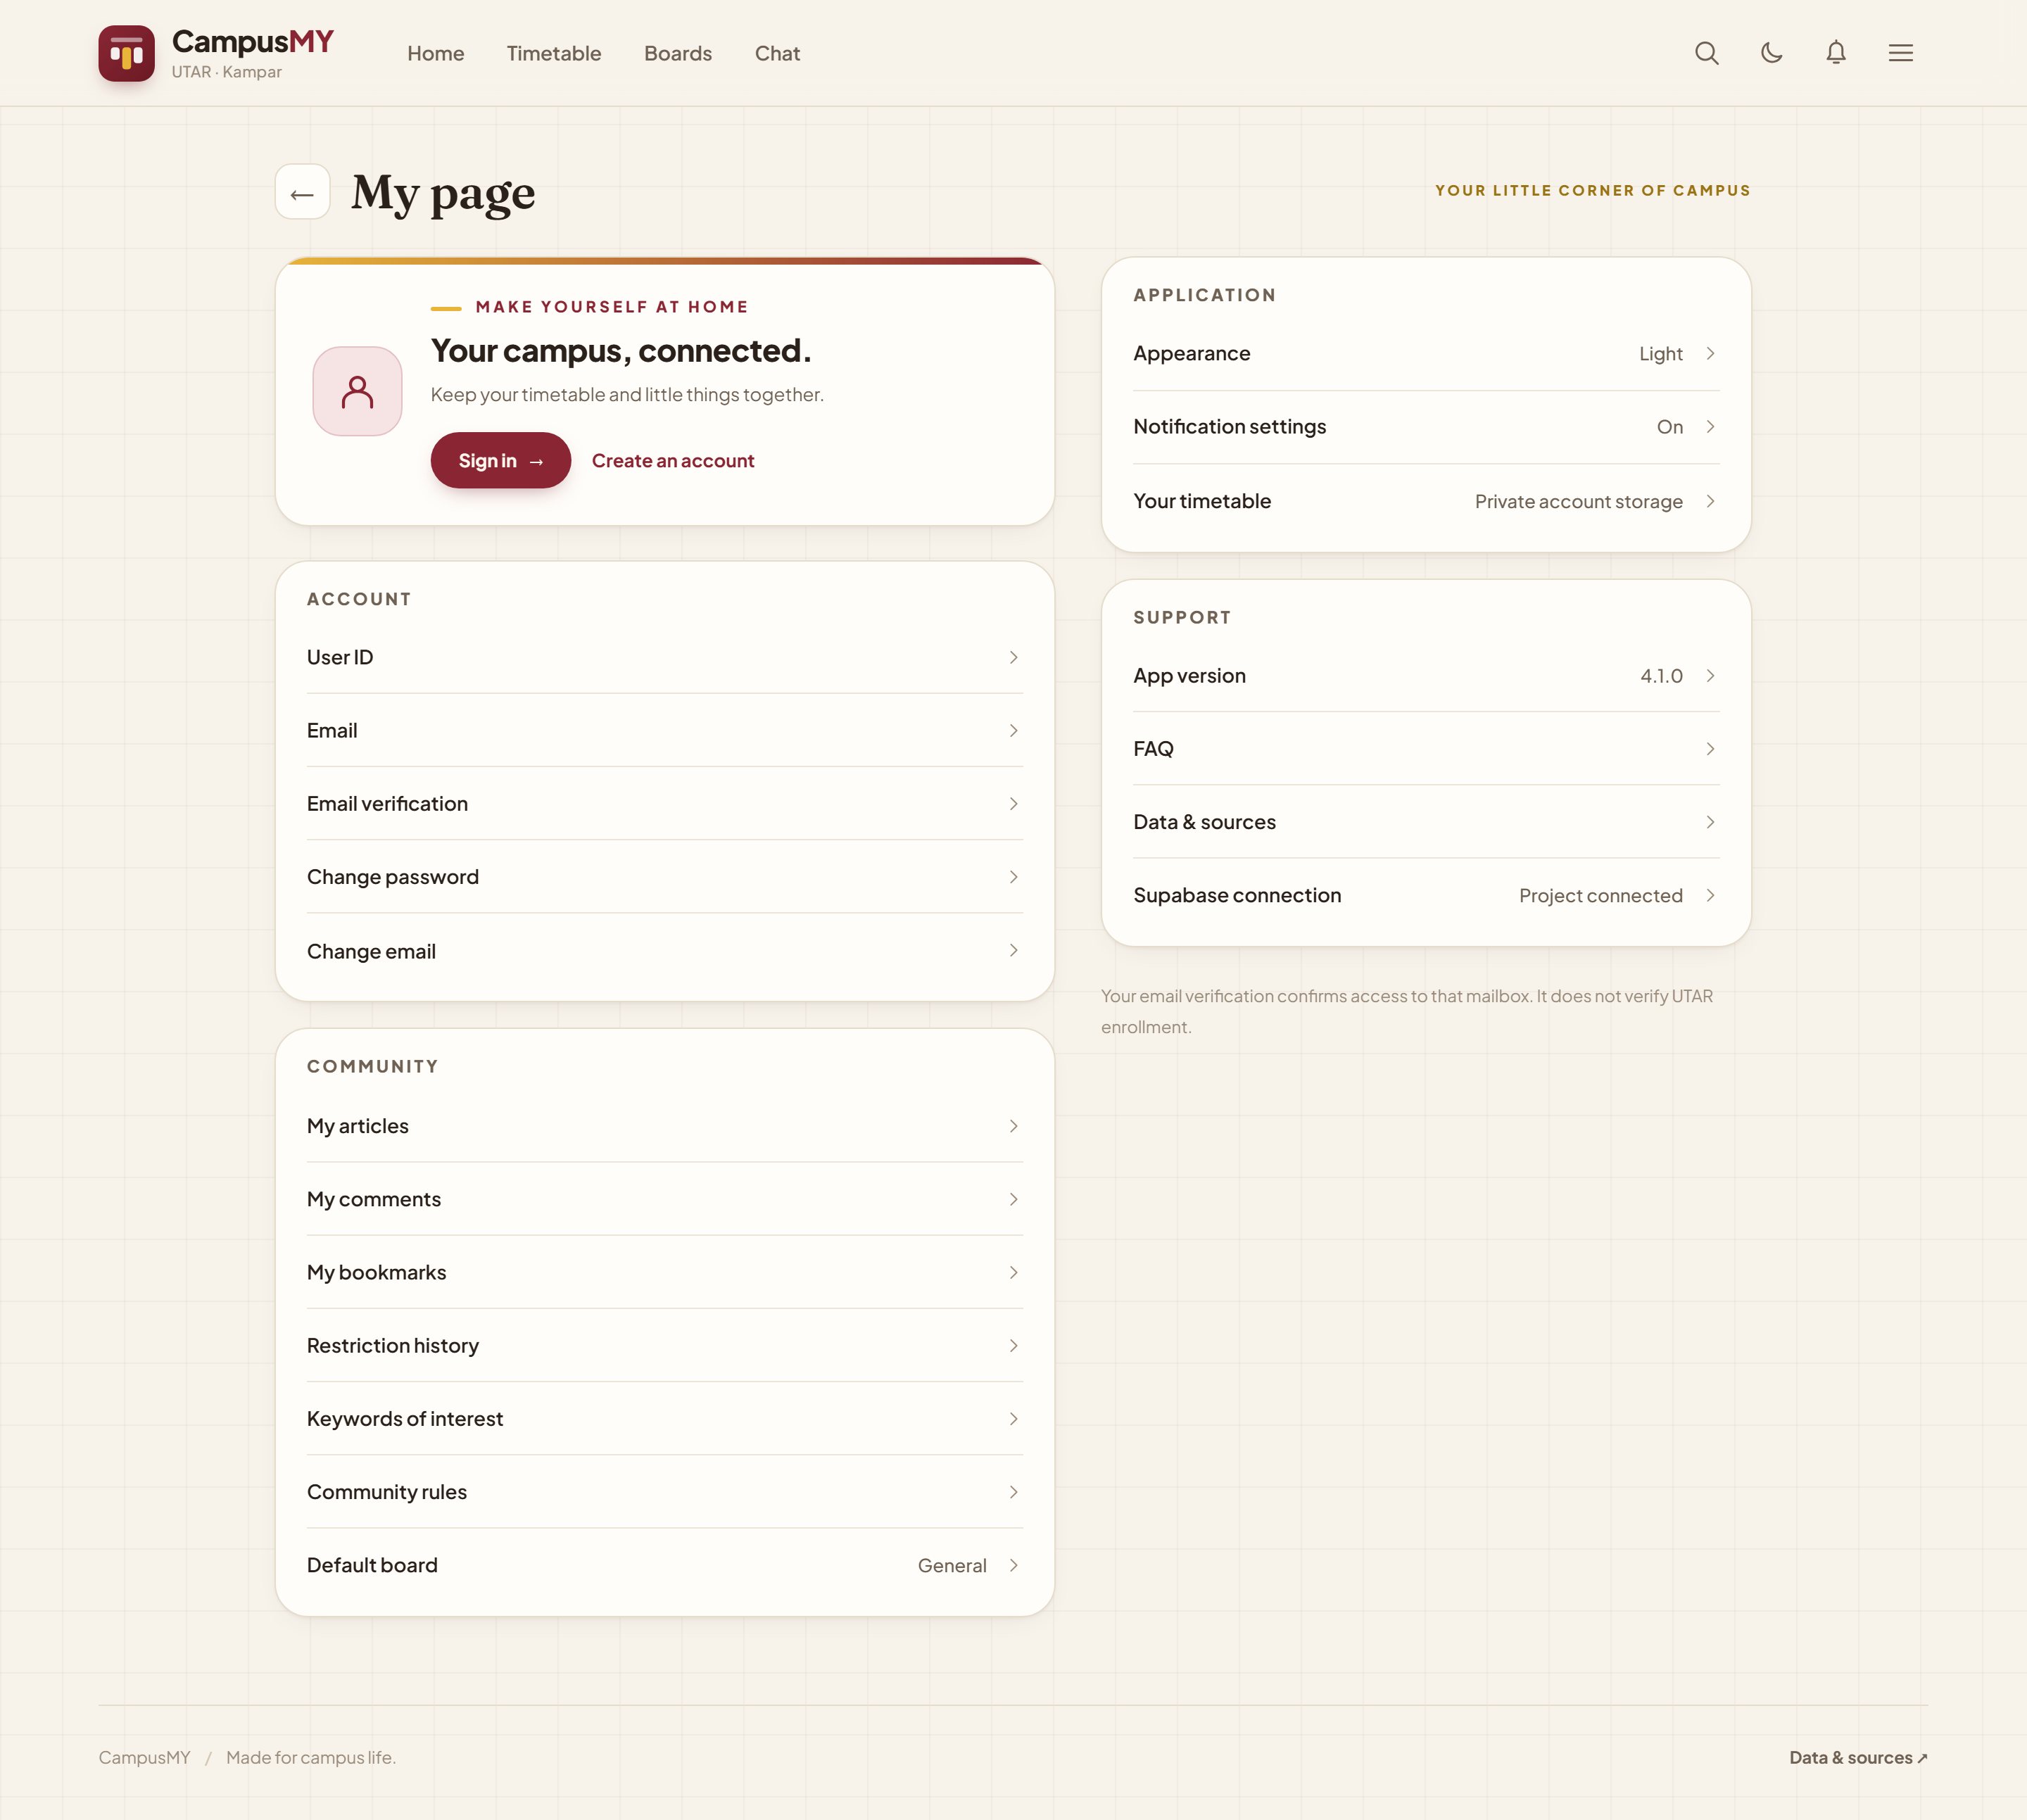 CampusMY
UTAR · Kampar
Home
Timetable
Boards
Chat
←
My page
YOUR LITTLE CORNER OF CAMPUS
MAKE YOURSELF AT HOME
Your campus, connected.
Keep your timetable and little things together.
Sign in →
Create an account
ACCOUNT
User ID
Email
Email verification
Change password
Change email
COMMUNITY
My articles
My comments
My bookmarks
Restriction history
Keywords of interest
Community rules
Default board General
APPLICATION
Appearance Light
Notification settings On
Your timetable Private account storage
SUPPORT
App version 4.1.0
FAQ
Data & sources
Supabase connection Project connected
Your email verification confirms access to that mailbox. It does not verify UTAR
enrollment.
CampusMY / Made for campus life.
Data & sources ↗